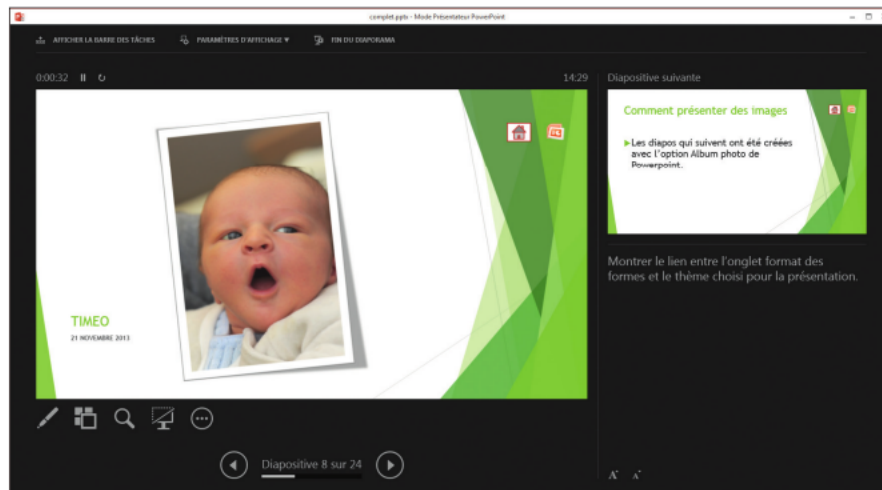 complet.pptx - Mode Présentateur PowerPoint
AFFICHER LA BARRE DES TÂCHES PARAMÈTRES D'AFFICHAGE ▼ FIN DU DIAPORAMA
0:00:32
14:29
TIMEO
21 NOVEMBRE 2013
Diapositive 8 sur 24
Diapositive suivante
Comment présenter des images
▶Les diapos qui suivent ont été créées
avec l'option Album photo de
Powerpoint.
Montrer le lien entre l'onglet format des
formes et le thème choisi pour la présentation.
A A